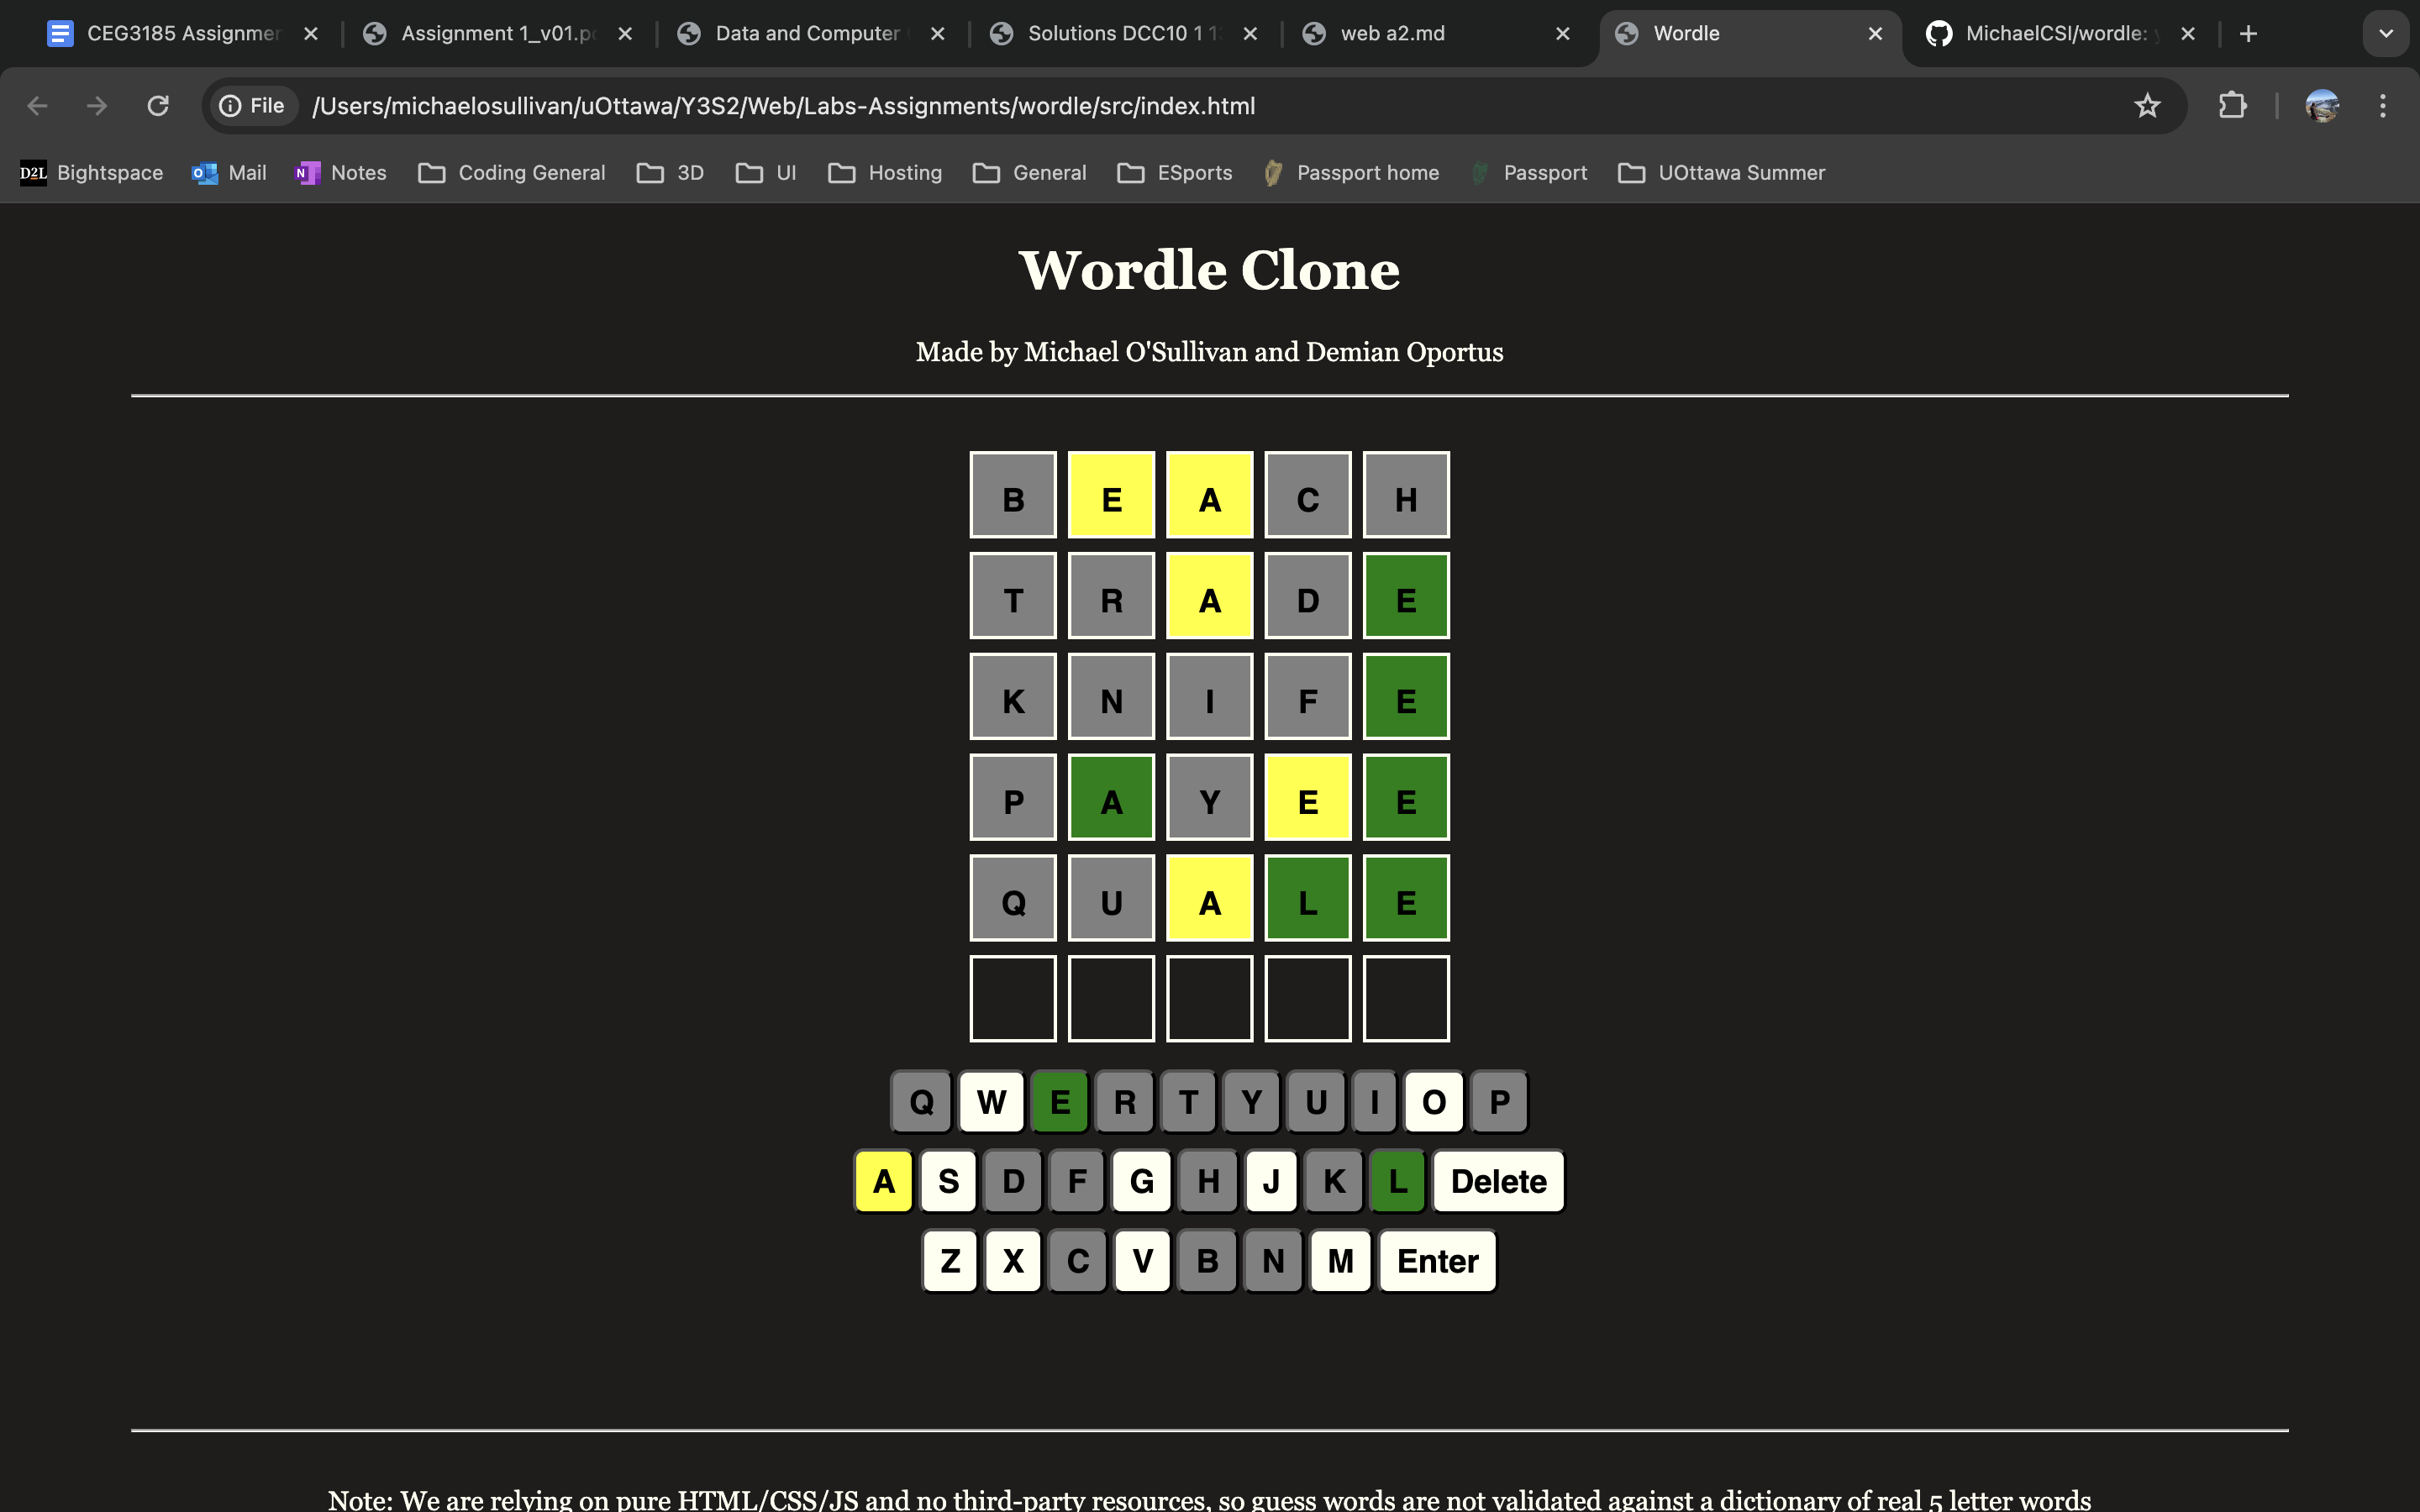 CEG3185 Assignmen
Assignment 1_v01.p
Data and Computer
Solutions DCC10 1 1
web a2.md
Wordle
MichaelCSI/wordle:
File /Users/michaelosullivan/uOttawa/Y3S2/Web/Labs-Assignments/wordle/src/index.html
D2L Bightspace Mail Notes Coding General 3D UI Hosting General ESports Passport home Passport UOttawa Summer
Wordle Clone
Made by Michael O'Sullivan and Demian Oportus
B E A C H
T R A D E
K N I F E
P A Y E E
Q U A L E
Q W E R T Y U I O P
A S D F G H J K L Delete
Z X C V B N M Enter
Note: We are relying on pure HTML/CSS/JS and no third-party resources, so guess words are not validated against a dictionary of real 5 letter words